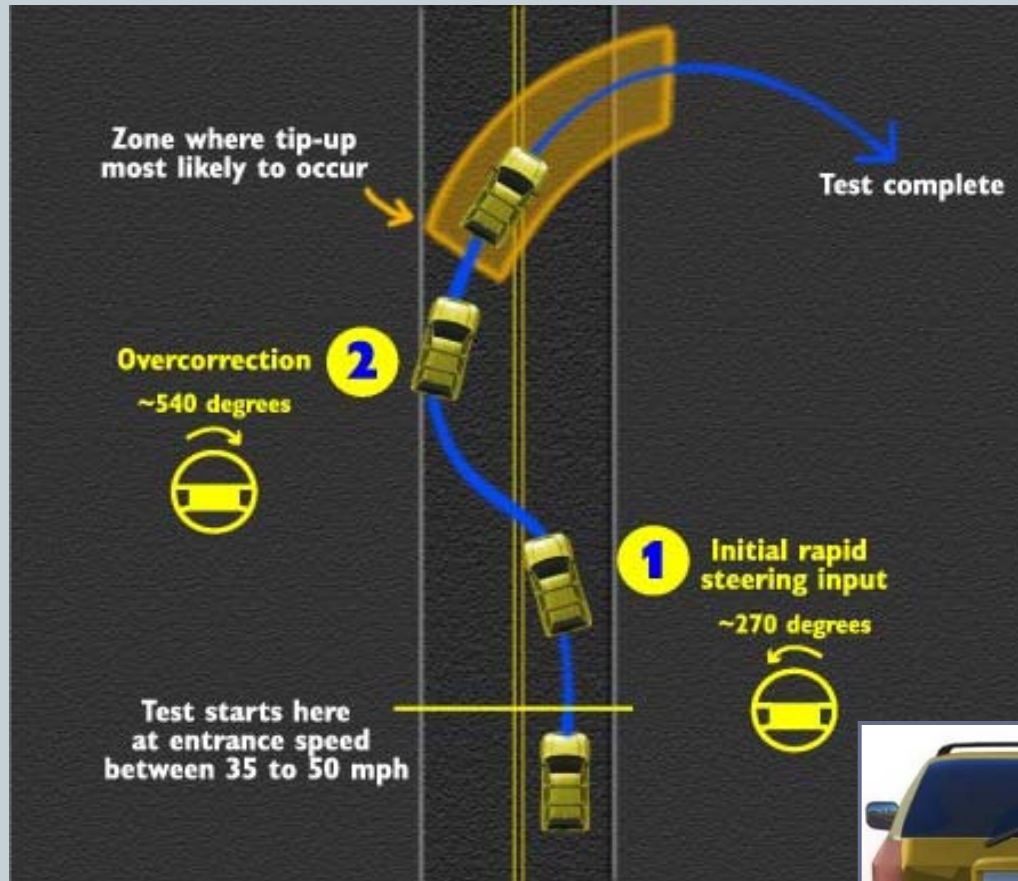 Zone where tip-up
most likely to occur
Test complete
Overcorrection
2
~540 degrees
1
Initial rapid
steering input
~270 degrees
Test starts here
at entrance speed
between 35 to 50 mph